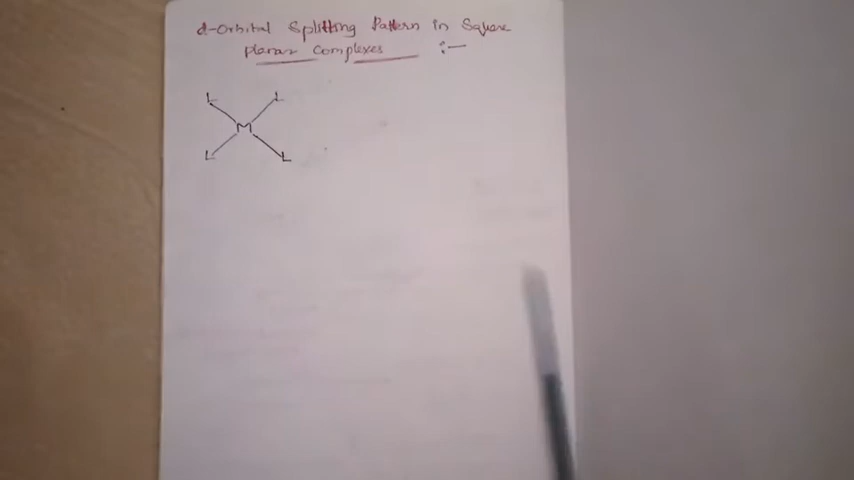 d-orbital Splitting Pattern in Square
planar Complexes :-
L L
M
L L